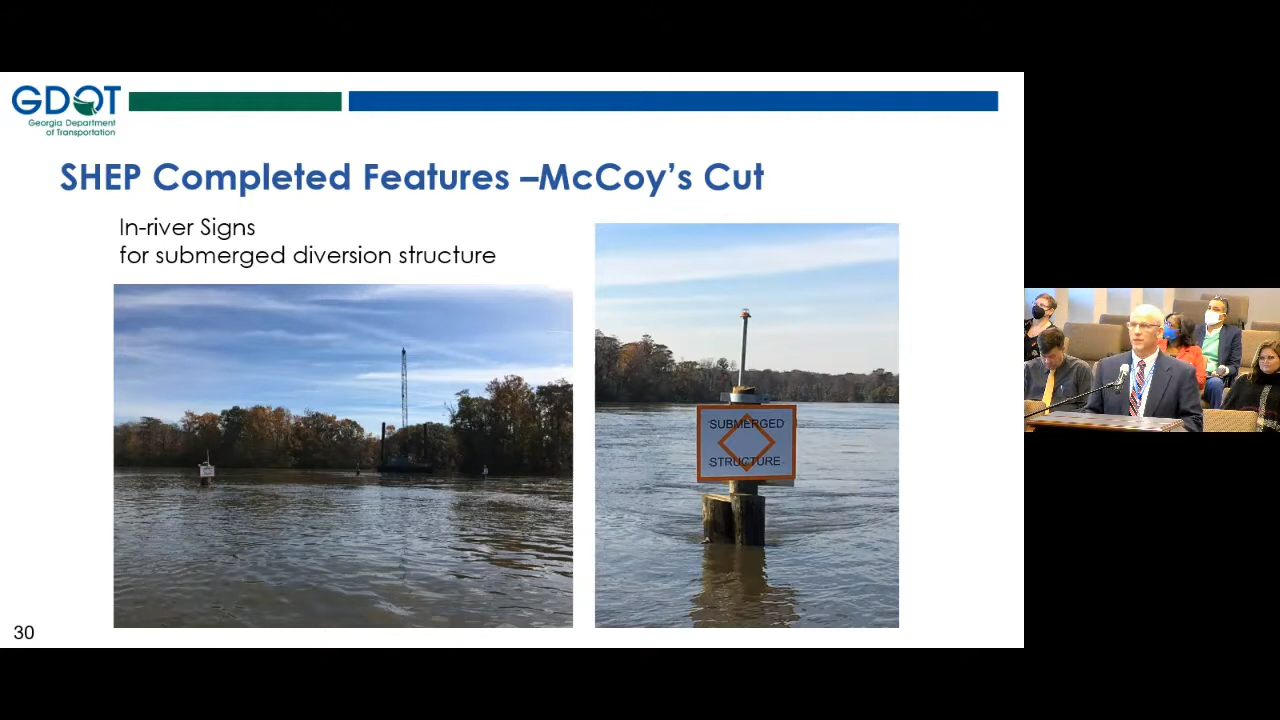 GDOT
Georgia Department
of Transportation
SHEP Completed Features –McCoy's Cut
In-river Signs
for submerged diversion structure
SUBMERGED
STRUCTURE
30